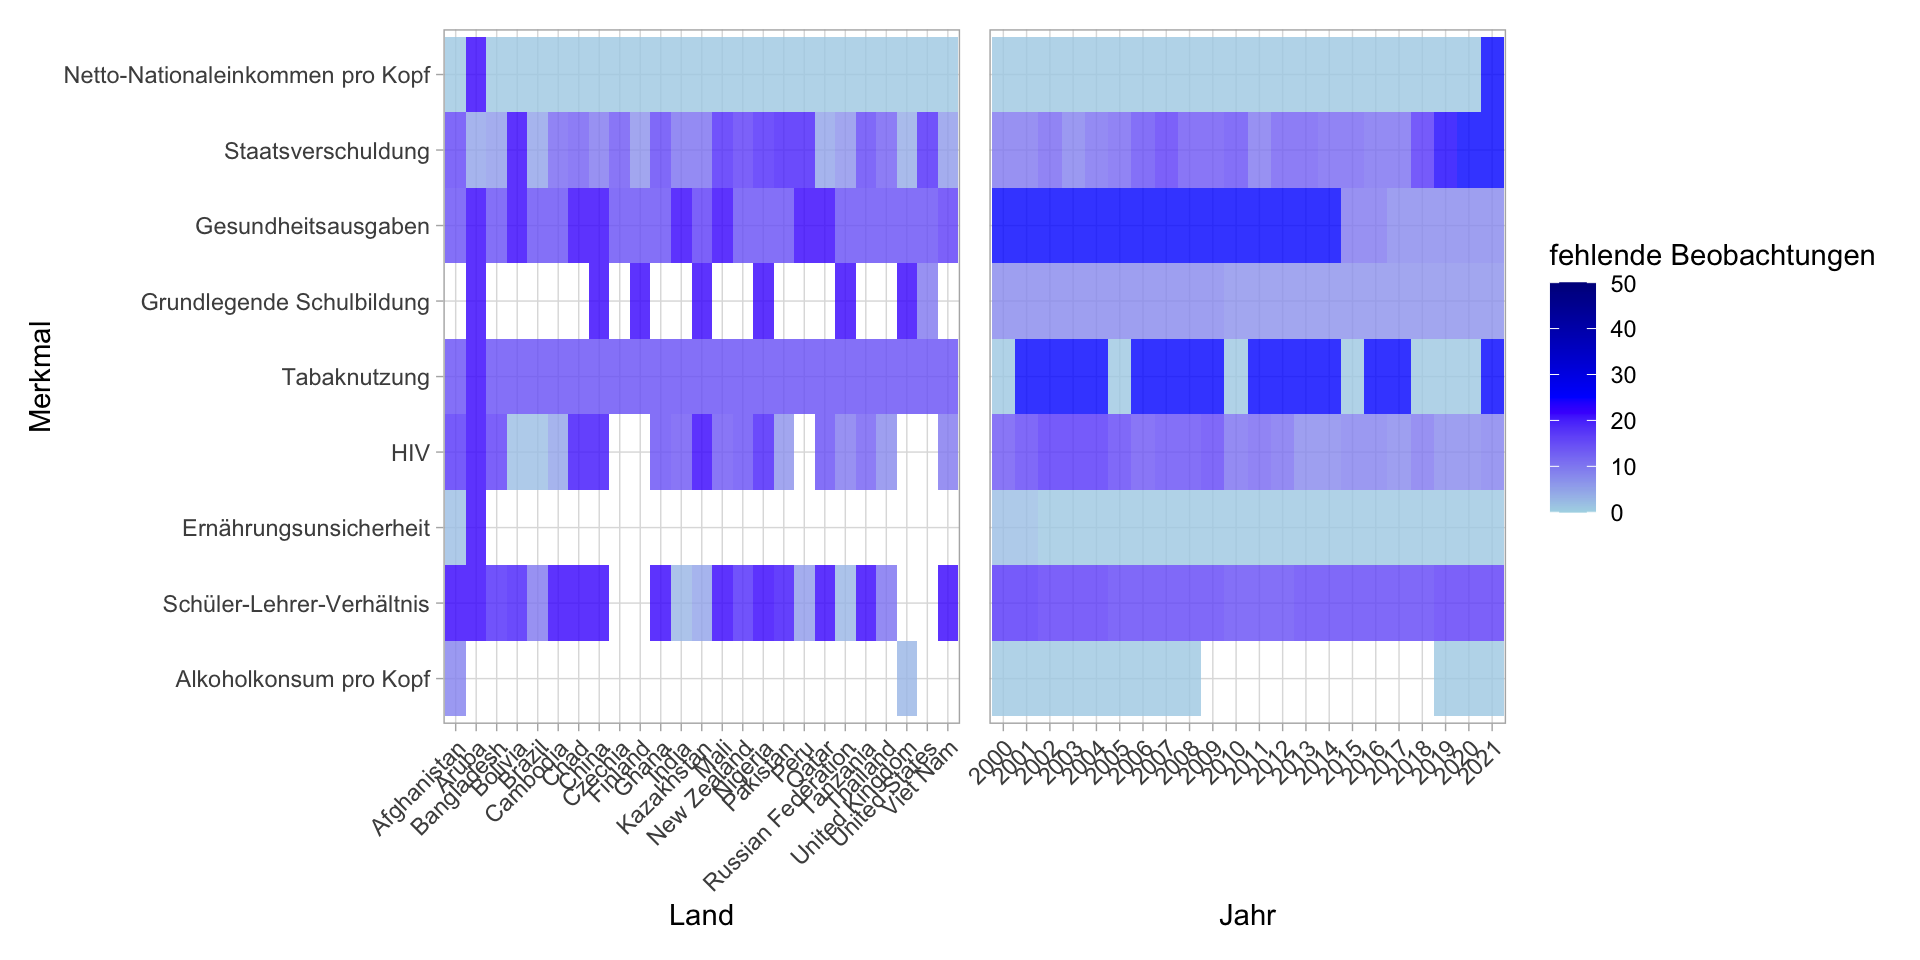 Merkmal
Netto-Nationaleinkommen pro Kopf
Staatsverschuldung
Gesundheitsausgaben
Grundlegende Schulbildung
Tabaknutzung
HIV
Ernährungsunsicherheit
Schüler-Lehrer-Verhältnis
Alkoholkonsum pro Kopf
Afghanistan
Aruba
Bangladesh
Bolivia
Brazil
Cambodia
Chad
China
Czechia
Finland
Ghana
India
Kazakhstan
Mali
New Zealand
Nigeria
Pakistan
Peru
Qatar
Russian Federation
Tanzania
Thailand
United Kingdom
United States
Viet Nam
Land
2000
2001
2002
2003
2004
2005
2006
2007
2008
2009
2010
2011
2012
2013
2014
2015
2016
2017
2018
2019
2020
2021
Jahr
fehlende Beobachtungen
50
40
30
20
10
0